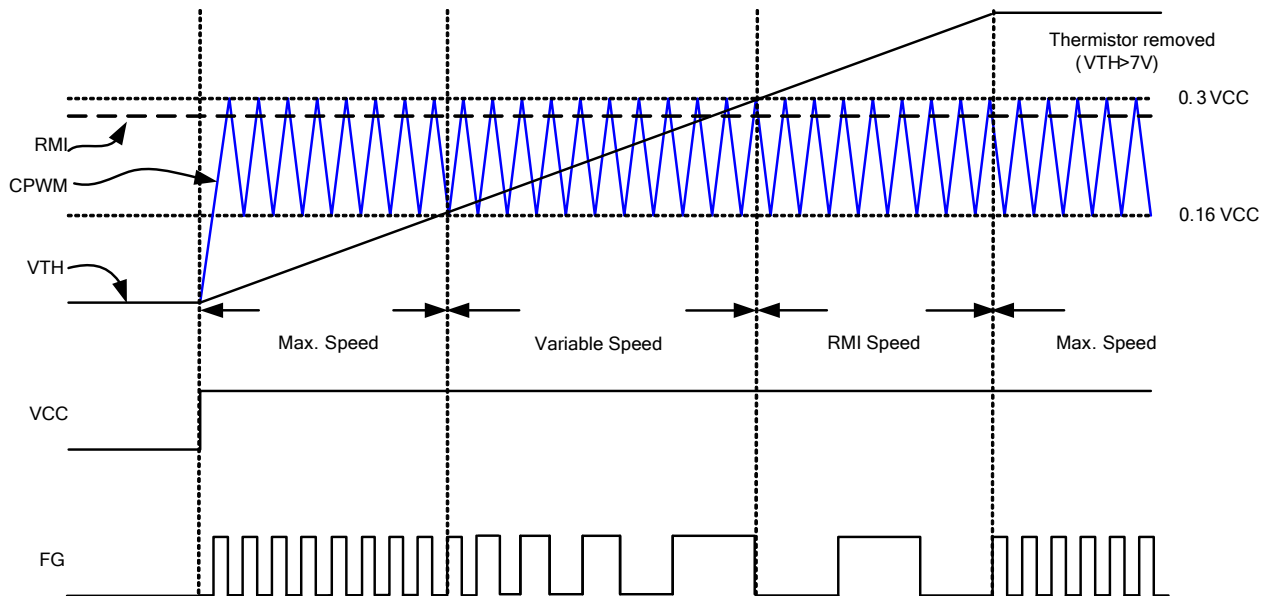 Thermistor removed
(VTH>7V)
0.3 VCC
RMI
CPWM
0.16 VCC
VTH
Max. Speed
Variable Speed
RMI Speed
Max. Speed
VCC
FG